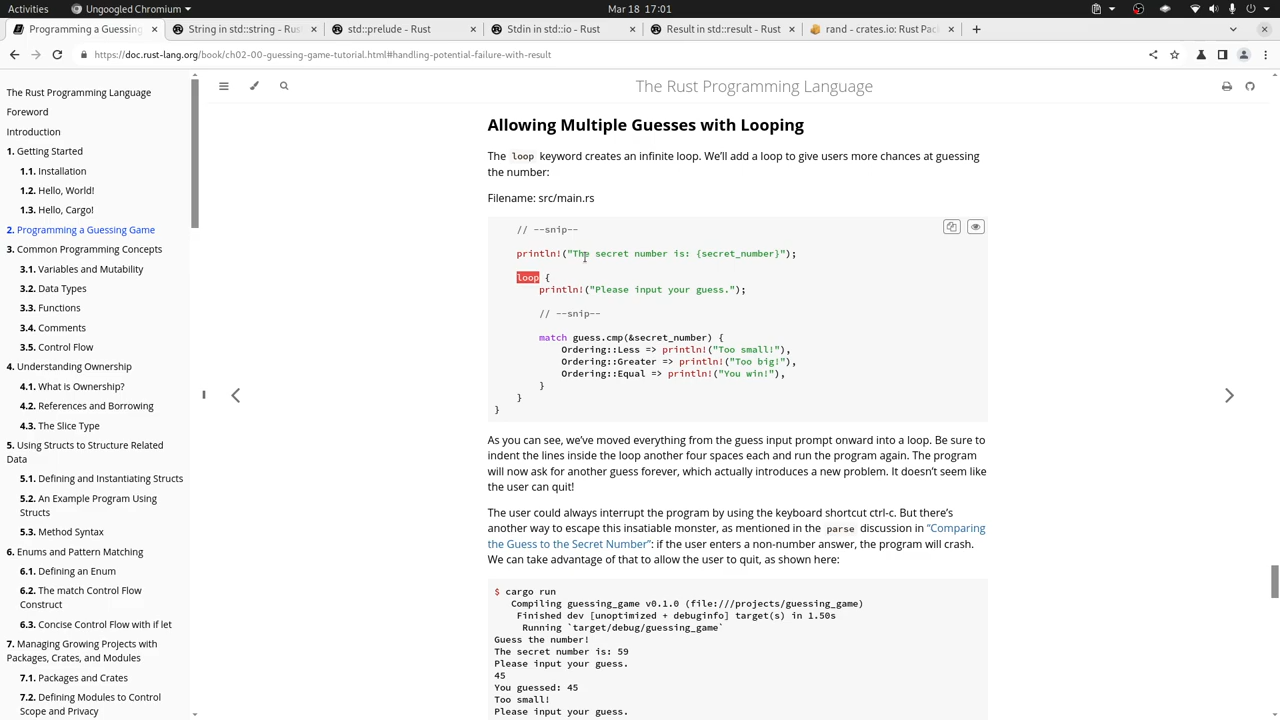 Activities
Ungoogled Chromium
Mar 18 17:01
Programming a Guessing
String in std::string - Rust
std::prelude - Rust
Stdin in std::io - Rust
Result in std::result - Rust
rand - crates.io: Rust Pac
https://doc.rust-lang.org/book/ch02-00-guessing-game-tutorial.html#handling-potential-failure-with-result
The Rust Programming Language
Foreword
Introduction
1. Getting Started
1.1. Installation
1.2. Hello, World!
1.3. Hello, Cargo!
2. Programming a Guessing Game
3. Common Programming Concepts
3.1. Variables and Mutability
3.2. Data Types
3.3. Functions
3.4. Comments
3.5. Control Flow
4. Understanding Ownership
4.1. What is Ownership?
4.2. References and Borrowing
4.3. The Slice Type
5. Using Structs to Structure Related
Data
5.1. Defining and Instantiating Structs
5.2. An Example Program Using
Structs
5.3. Method Syntax
6. Enums and Pattern Matching
6.1. Defining an Enum
6.2. The match Control Flow
Construct
6.3. Concise Control Flow with if let
7. Managing Growing Projects with
Packages, Crates, and Modules
7.1. Packages and Crates
7.2. Defining Modules to Control
Scope and Privacy
The Rust Programming Language
Allowing Multiple Guesses with Looping
The loop keyword creates an infinite loop. We’ll add a loop to give users more chances at guessing
the number:
Filename: src/main.rs
// --snip--
println!("The secret number is: {secret_number}");
loop {
println!("Please input your guess.");
// --snip--
match guess.cmp(&secret_number) {
Ordering::Less => println!("Too small!"),
Ordering::Greater => println!("Too big!"),
Ordering::Equal => println!("You win!"),
}
}
}
As you can see, we’ve moved everything from the guess input prompt onward into a loop. Be sure to
indent the lines inside the loop another four spaces each and run the program again. The program
will now ask for another guess forever, which actually introduces a new problem. It doesn’t seem like
the user can quit!
The user could always interrupt the program by using the keyboard shortcut ctrl-c. But there’s
another way to escape this insatiable monster, as mentioned in the parse discussion in “Comparing
the Guess to the Secret Number”: if the user enters a non-number answer, the program will crash.
We can take advantage of that to allow the user to quit, as shown here:
$ cargo run
Compiling guessing_game v0.1.0 (file:///projects/guessing_game)
Finished dev [unoptimized + debuginfo] target(s) in 1.50s
Running `target/debug/guessing_game`
Guess the number!
The secret number is: 59
Please input your guess.
45
You guessed: 45
Too small!
Please input your guess.